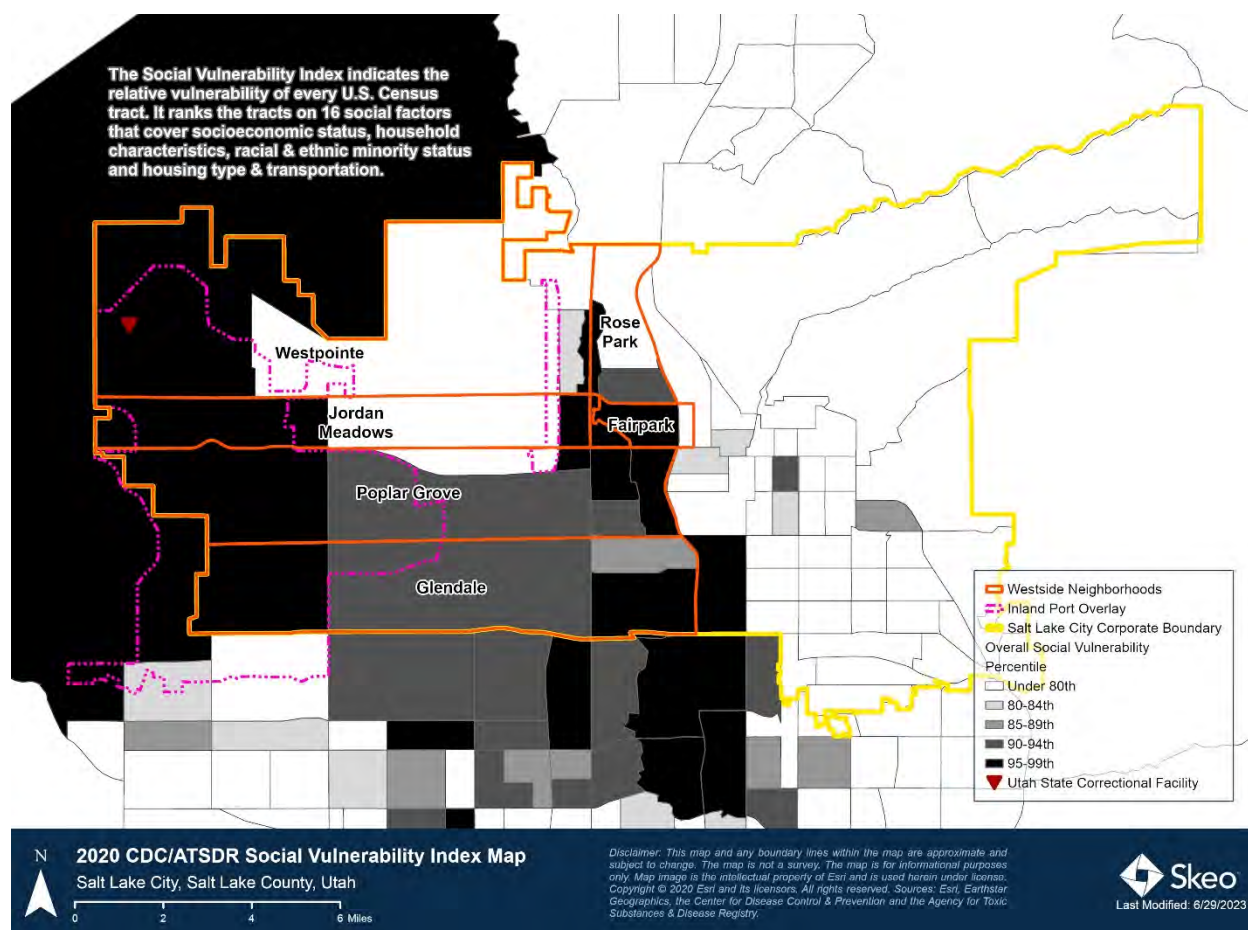 The Social Vulnerability Index indicates the
relative vulnerability of every U.S. Census
tract. It ranks the tracts on 16 social factors
that cover socioeconomic status, household
characteristics, racial & ethnic minority status
and housing type & transportation.
Rose
Park
Westpointe
Jordan
Meadows
Fairpark
Poplar Grove
Glendale
Westside Neighborhoods
Inland Port Overlay
Salt Lake City Corporate Boundary
Overall Social Vulnerability
Percentile
Under 80th
80-84th
85-89th
90-94th
95-99th
Utah State Correctional Facility
N
2020 CDC/ATSDR Social Vulnerability Index Map
Salt Lake City, Salt Lake County, Utah
0 2 4 6 Miles
Disclaimer: This map and any boundary lines within the map are approximate and
subject to change. The map is not a survey. The map is for informational purposes
only. Map image is the intellectual property of Esri and is used herein under license.
Copyright © 2020 Esri and its licensors. All rights reserved. Sources: Esri, Earthstar
Geographics, the Center for Disease Control & Prevention and the Agency for Toxic
Substances & Disease Registry.
Skeo
Last Modified: 6/29/2023